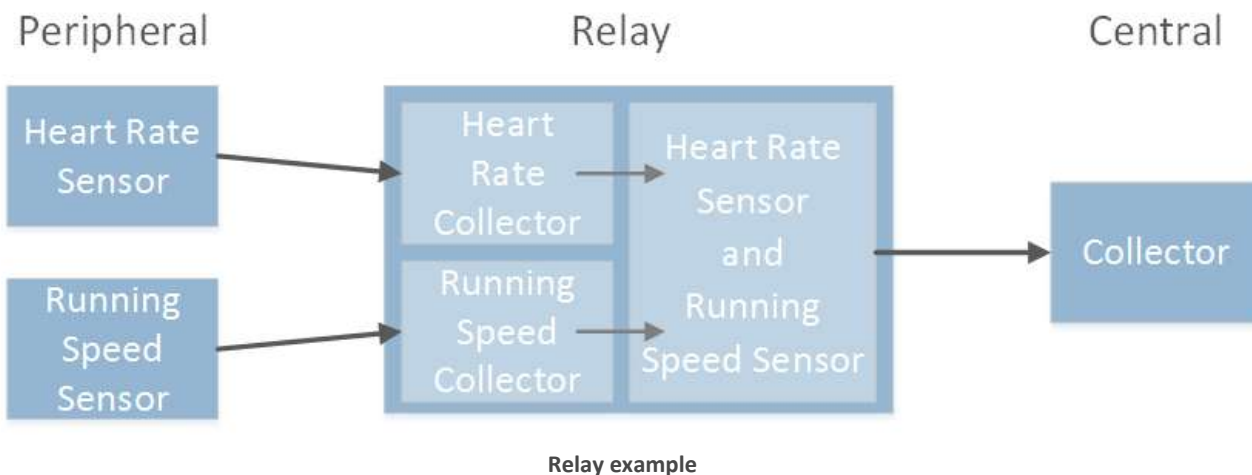 Peripheral
Relay
Central
Heart Rate
Sensor
Running
Speed
Sensor
Heart
Rate
Collector
Running
Speed
Collector
Heart Rate
Sensor
and
Running
Speed Sensor
Collector
Relay example